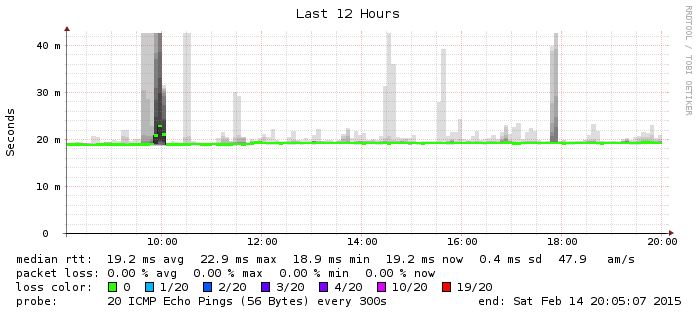 Last 12 Hours
RRDTOOL / TOBI OETIKER
Seconds
40 m
30 m
20 m
10 m
0
10:00 12:00 14:00 16:00 18:00 20:00
median rtt: 19.2 ms avg 22.9 ms max 18.9 ms min 19.2 ms now 0.4 ms sd 47.9 am/s
packet loss: 0.00 % avg 0.00 % max 0.00 % min 0.00 % now
loss color: 0 1/20 2/20 3/20 4/20 10/20 19/20
probe: 20 ICMP Echo Pings (56 Bytes) every 300s end: Sat Feb 14 20:05:07 2015